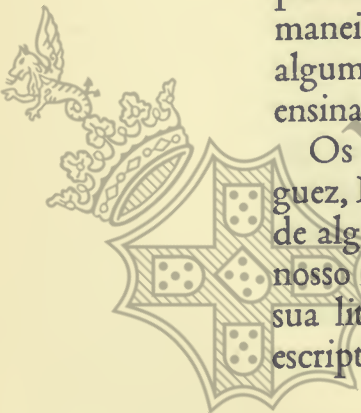 manei
algum
ensina
Os
guez, 
de alg
nosso
sua lit
escript